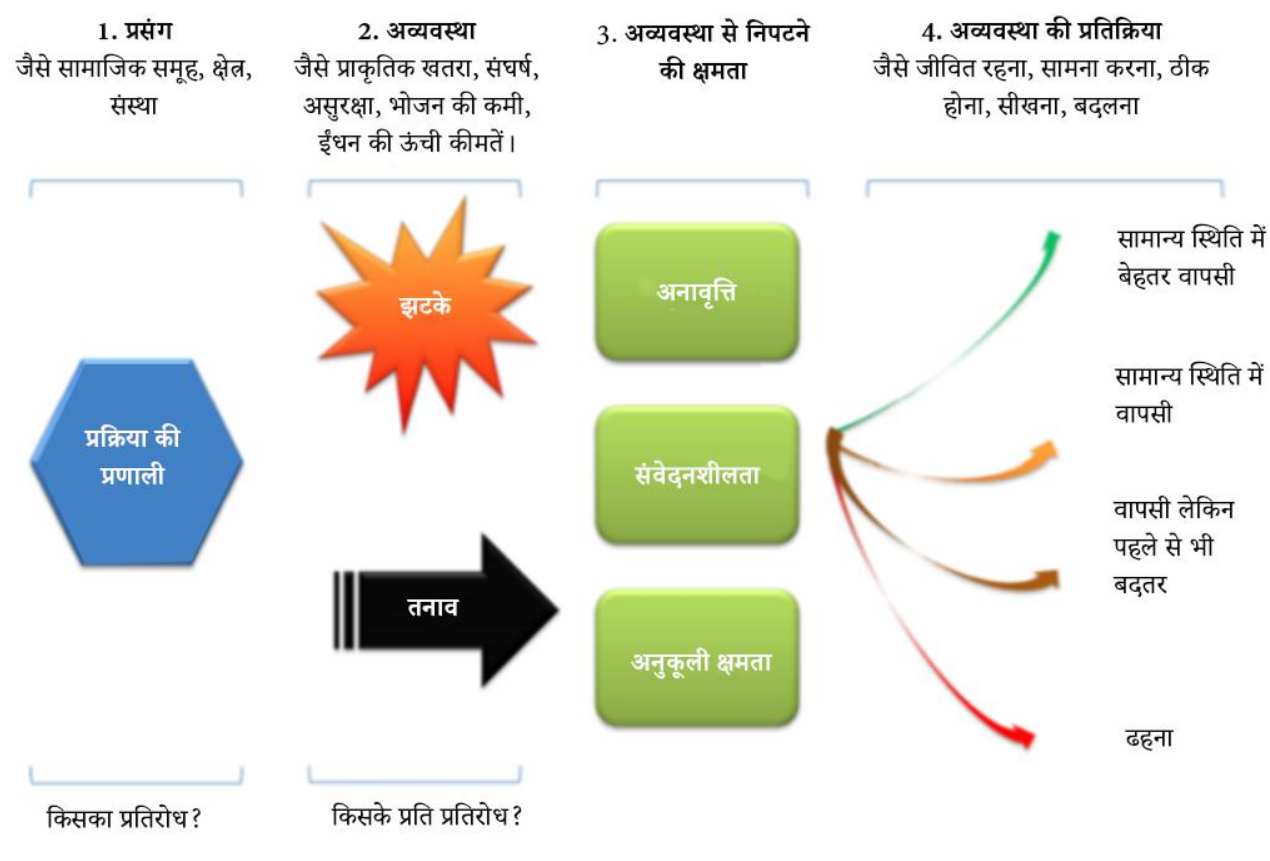 1. प्रसंग
जैसे सामाजिक समूह, क्षेत्र,
संस्था
2. अव्यवस्था
जैसे प्राकृतिक खतरा, संघर्ष,
असुरक्षा, भोजन की कमी,
ईंधन की ऊंची कीमतें।
3. अव्यवस्था से निपटने
की क्षमता
4. अव्यवस्था की प्रतिक्रिया
जैसे जीवित रहना, सामना करना, ठीक
होना, सीखना, बदलना
प्रक्रिया की
प्रणाली
झटके
तनाव
अनावृत्ति
संवेदनशीलता
अनुकूली क्षमता
सामान्य स्थिति में
बेहतर वापसी
सामान्य स्थिति में
वापसी
वापसी लेकिन
पहले से भी
बदतर
ढहना
किसका प्रतिरोध?
किसके प्रति प्रतिरोध?